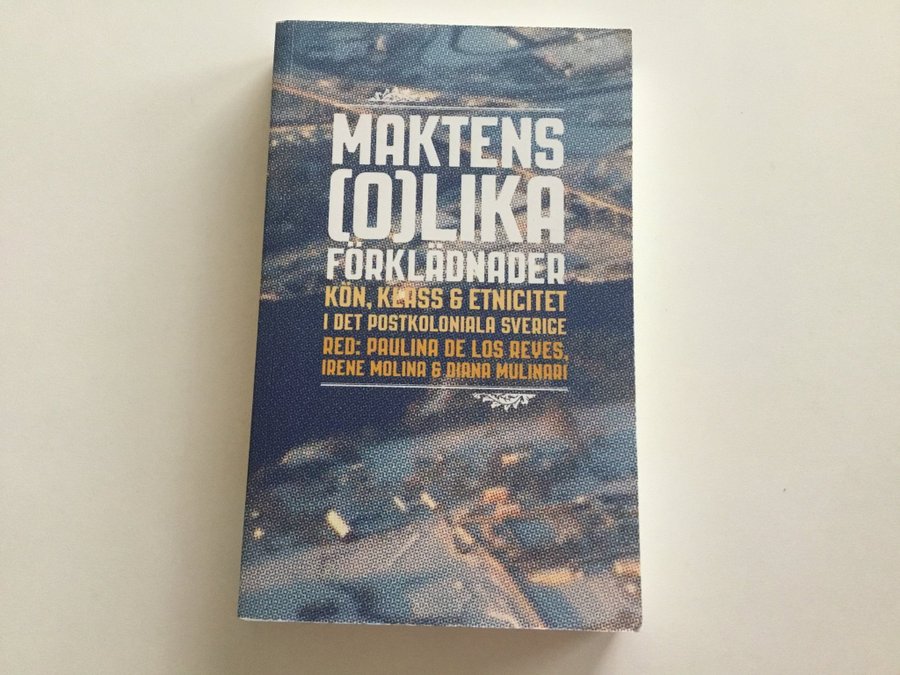 MAKTENS
(O)LIKA
FÖRKLÄDNADER
KÖN, KLASS & ETNICITET
I DET POSTKOLONIALA SVERIGE
RED: PAULINA DE LOS REYES,
IRENE MOLINA & DIANA MULINARI